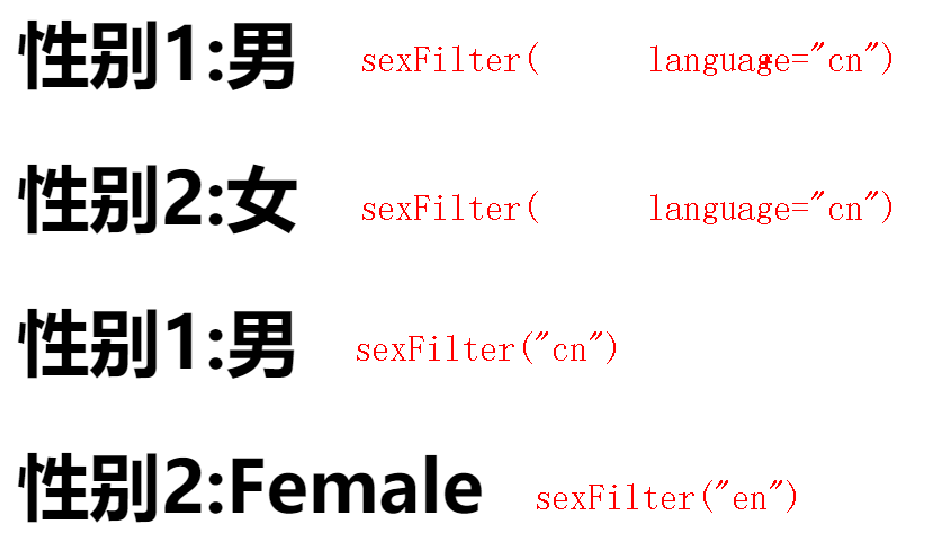 性别1:男 sexFilter( language="cn")
性别2:女 sexFilter( language="cn")
性别1:男 sexFilter("cn")
性别2:Female sexFilter("en")